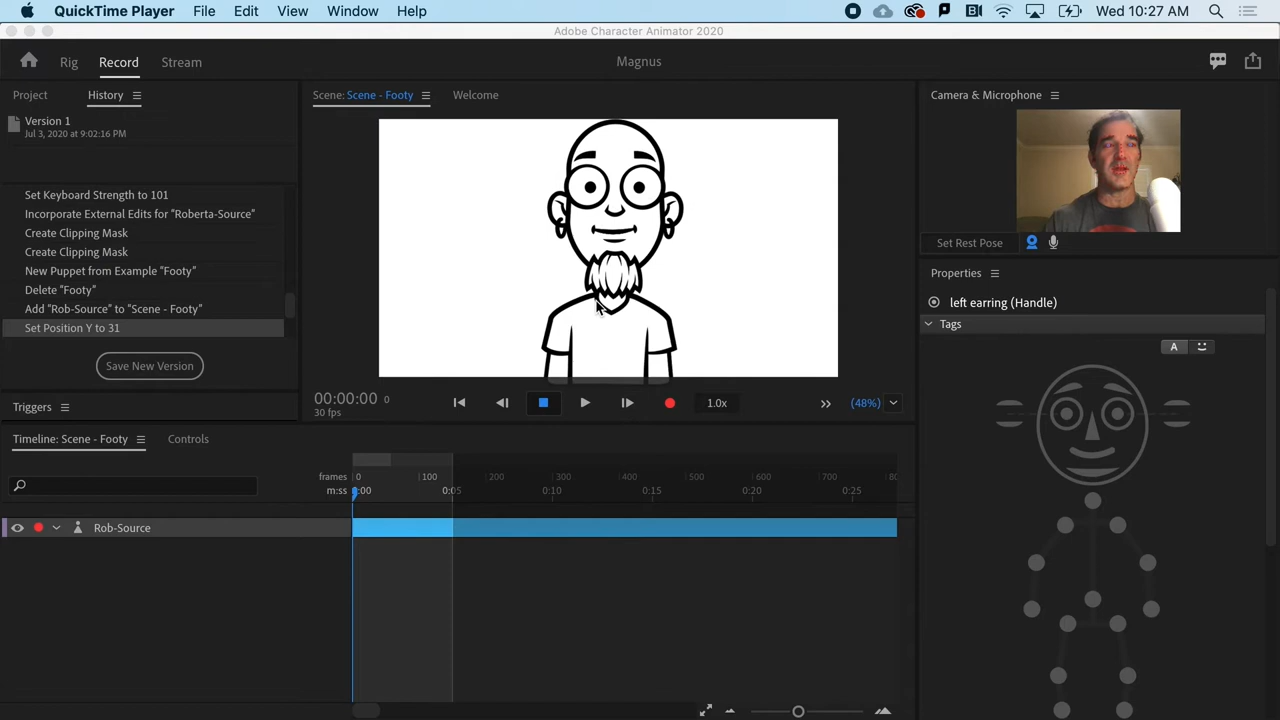 QuickTime Player File Edit View Window Help Wed 10:27 AM
Adobe Character Animator 2020
Rig Record Stream Magnus
Project History
Version 1
Jul 3, 2020 at 9:02:16 PM
Set Keyboard Strength to 101
Incorporate External Edits for "Roberta-Source"
Create Clipping Mask
Create Clipping Mask
New Puppet from Example "Footy"
Delete "Footy"
Add "Rob-Source" to "Scene - Footy"
Set Position Y to 31
Save New Version
Triggers
Scene: Scene - Footy Welcome
00:00:00 0
30 fps
1.0x
(48%)
Camera & Microphone
Set Rest Pose
Properties
left earring (Handle)
Tags
A
Timeline: Scene - Footy Controls
frames 0 100 200 300 400 500 600 700 80
m:ss 0:00 0:05 0:10 0:15 0:20 0:25
Rob-Source